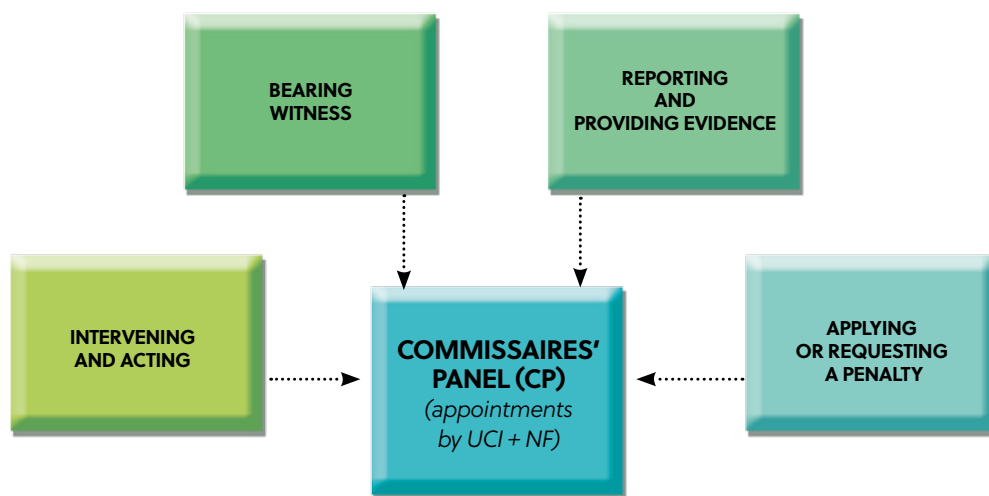 BEARING
WITNESS
REPORTING
AND
PROVIDING EVIDENCE
INTERVENING
AND ACTING
COMMISSAIRES’
PANEL (CP)
(appointments
by UCI + NF)
APPLYING
OR REQUESTING
A PENALTY